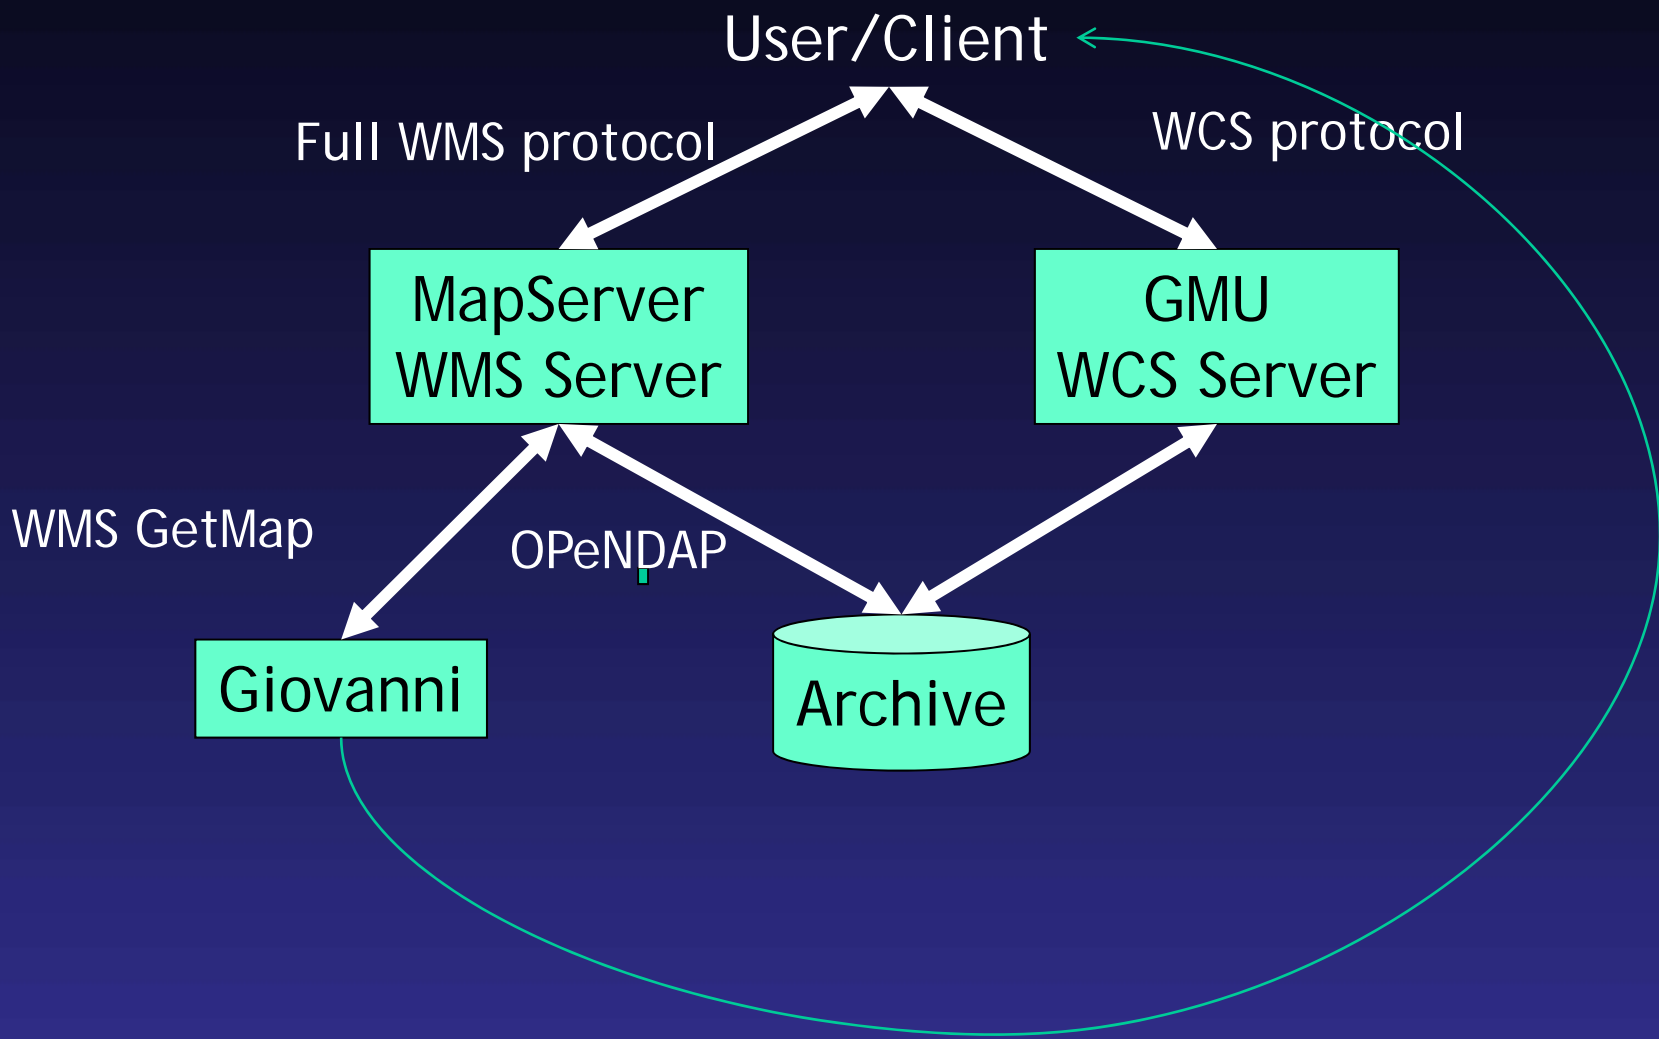 User/Client
Full WMS protocol
WCS protocol
MapServer
WMS Server
GMU
WCS Server
WMS GetMap
OPeNDAP
Giovanni
Archive